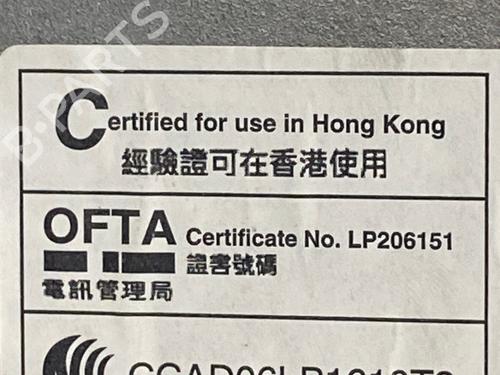 B-PARTS
Certified for use in Hong Kong
經驗證可在香港使用
OFTA Certificate No. LP206151
證書號碼
電訊管理局